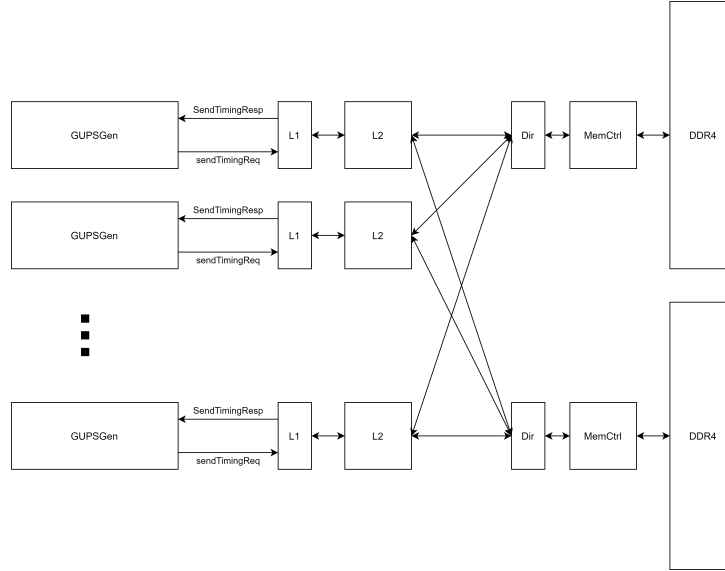 SendTimingResp
GUPSGen
L1
L2
Dir
MemCtrl
DDR4
sendTimingReq
SendTimingResp
GUPSGen
L1
L2
sendTimingReq
SendTimingResp
GUPSGen
L1
L2
Dir
MemCtrl
DDR4
sendTimingReq